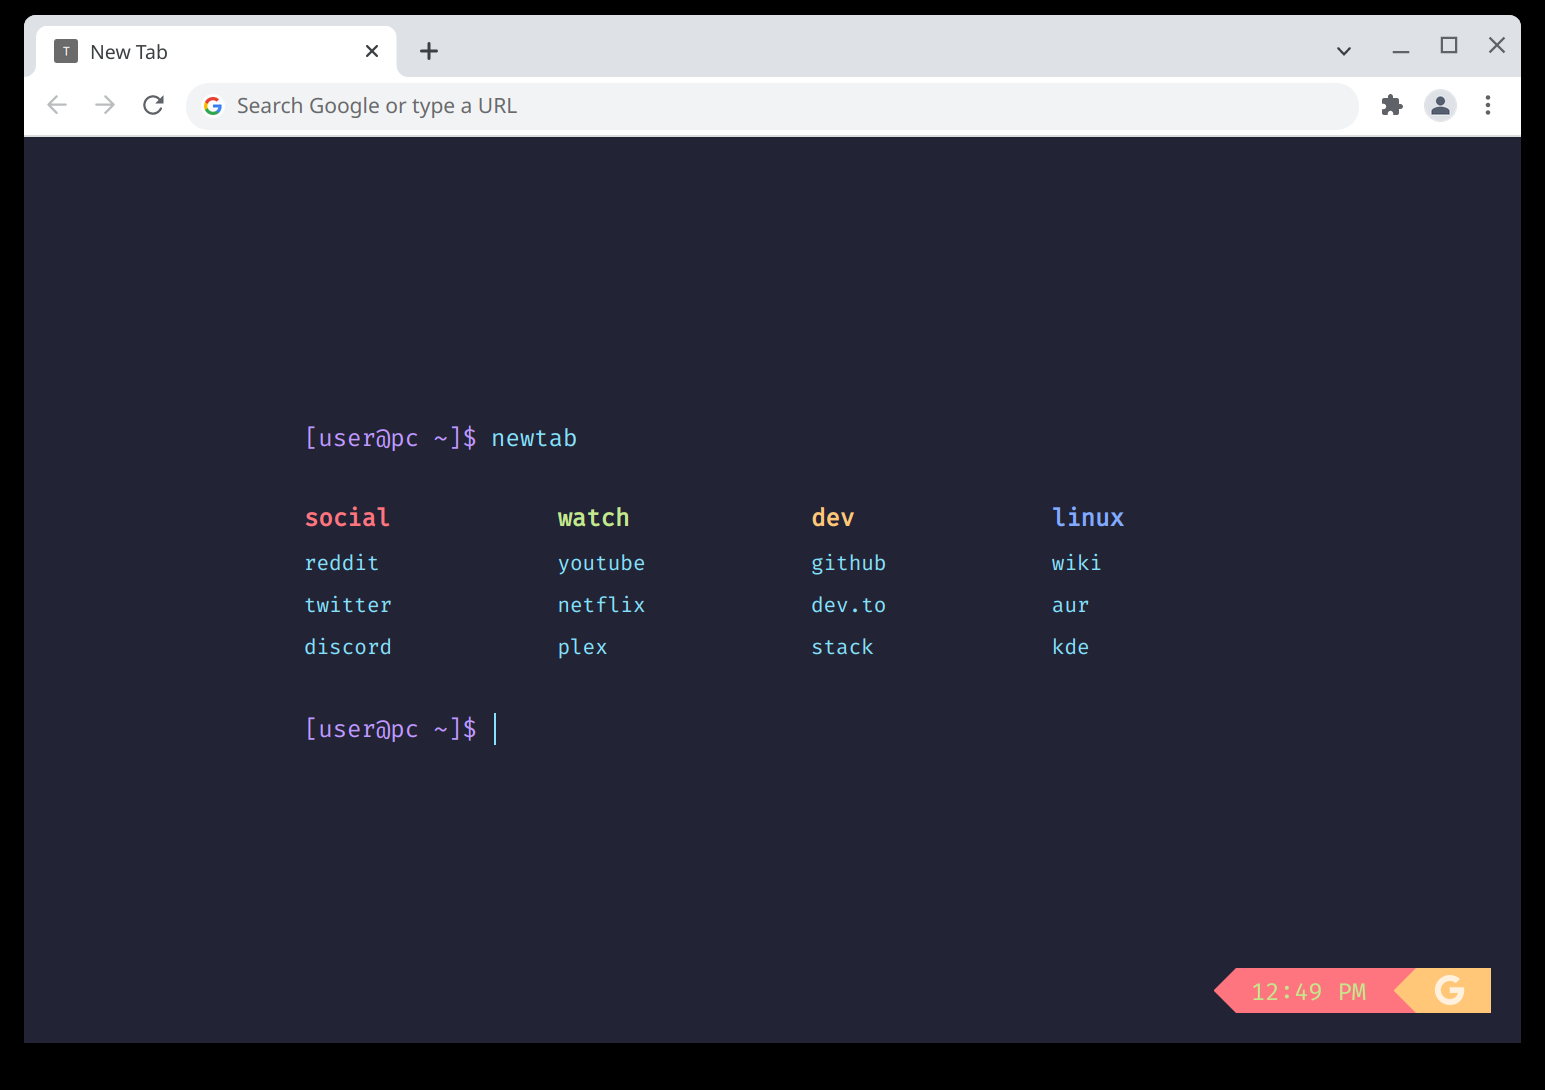 T New Tab
Search Google or type a URL
[user@pc ~]$ newtab
social watch dev linux
reddit youtube github wiki
twitter netflix dev.to aur
discord plex stack kde
[user@pc ~]$
12:49 PM G